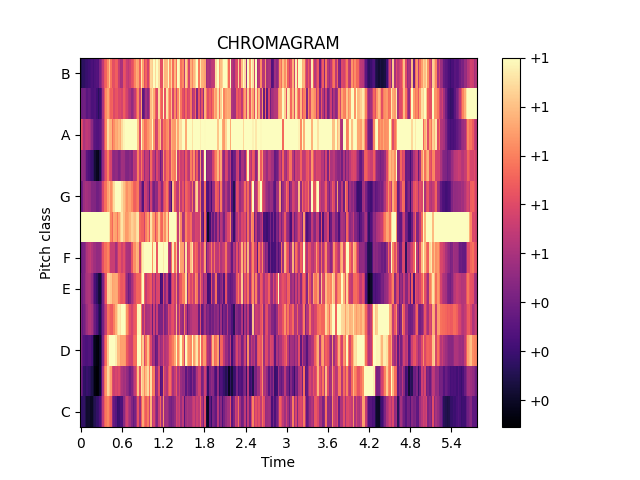 CHROMAGRAM
Pitch class
B
A
G
F
E
D
C
0 0.6 1.2 1.8 2.4 3 3.6 4.2 4.8 5.4
Time
+1
+1
+1
+1
+1
+0
+0
+0